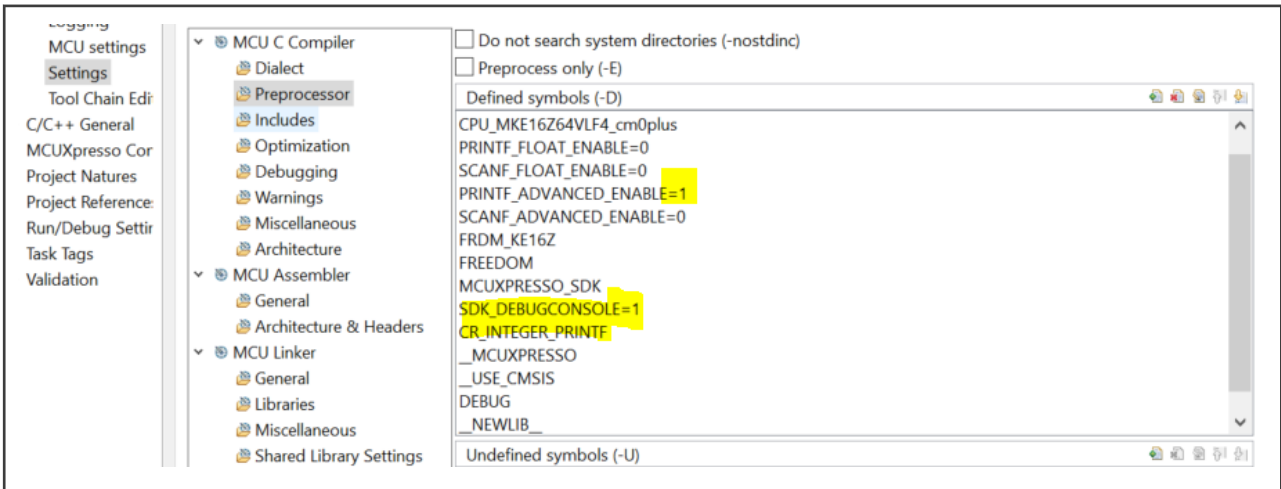 MCU settings
Settings
Tool Chain Edi
C/C++ General
MCUXpresso Cor
Project Natures
Project Reference
Run/Debug Settir
Task Tags
Validation
MCU C Compiler
Dialect
Preprocessor
Includes
Optimization
Debugging
Warnings
Miscellaneous
Architecture
MCU Assembler
General
Architecture & Headers
MCU Linker
General
Libraries
Miscellaneous
Shared Library Settings
Do not search system directories (-nostdinc)
Preprocess only (-E)
Defined symbols (-D)
CPU_MKE16Z64VLF4_cm0plus
PRINTF_FLOAT_ENABLE=0
SCANF_FLOAT_ENABLE=0
PRINTF_ADVANCED_ENABLE=1
SCANF_ADVANCED_ENABLE=0
FRDM_KE16Z
FREEDOM
MCUXPRESSO_SDK
SDK_DEBUGCONSOLE=1
CR_INTEGER_PRINTF
__MCUXPRESSO
__USE_CMSIS
DEBUG
__NEWLIB__
Undefined symbols (-U)